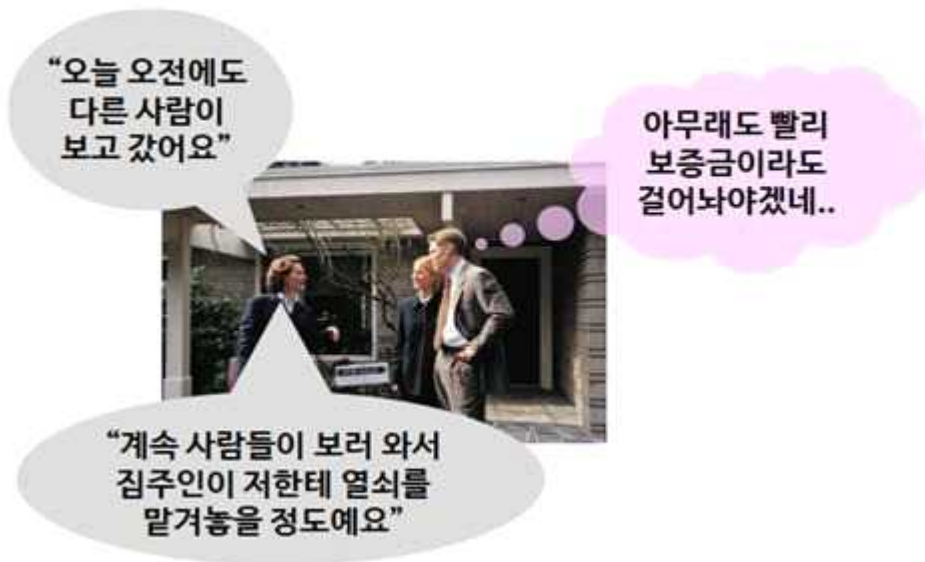 “오늘 오전에도
다른 사람이
보고 갔어요”
아무래도 빨리
보증금이라도
걸어놔야겠네..
“계속 사람들이 보러 와서
집주인이 저한테 열쇠를
맡겨놓을 정도예요”